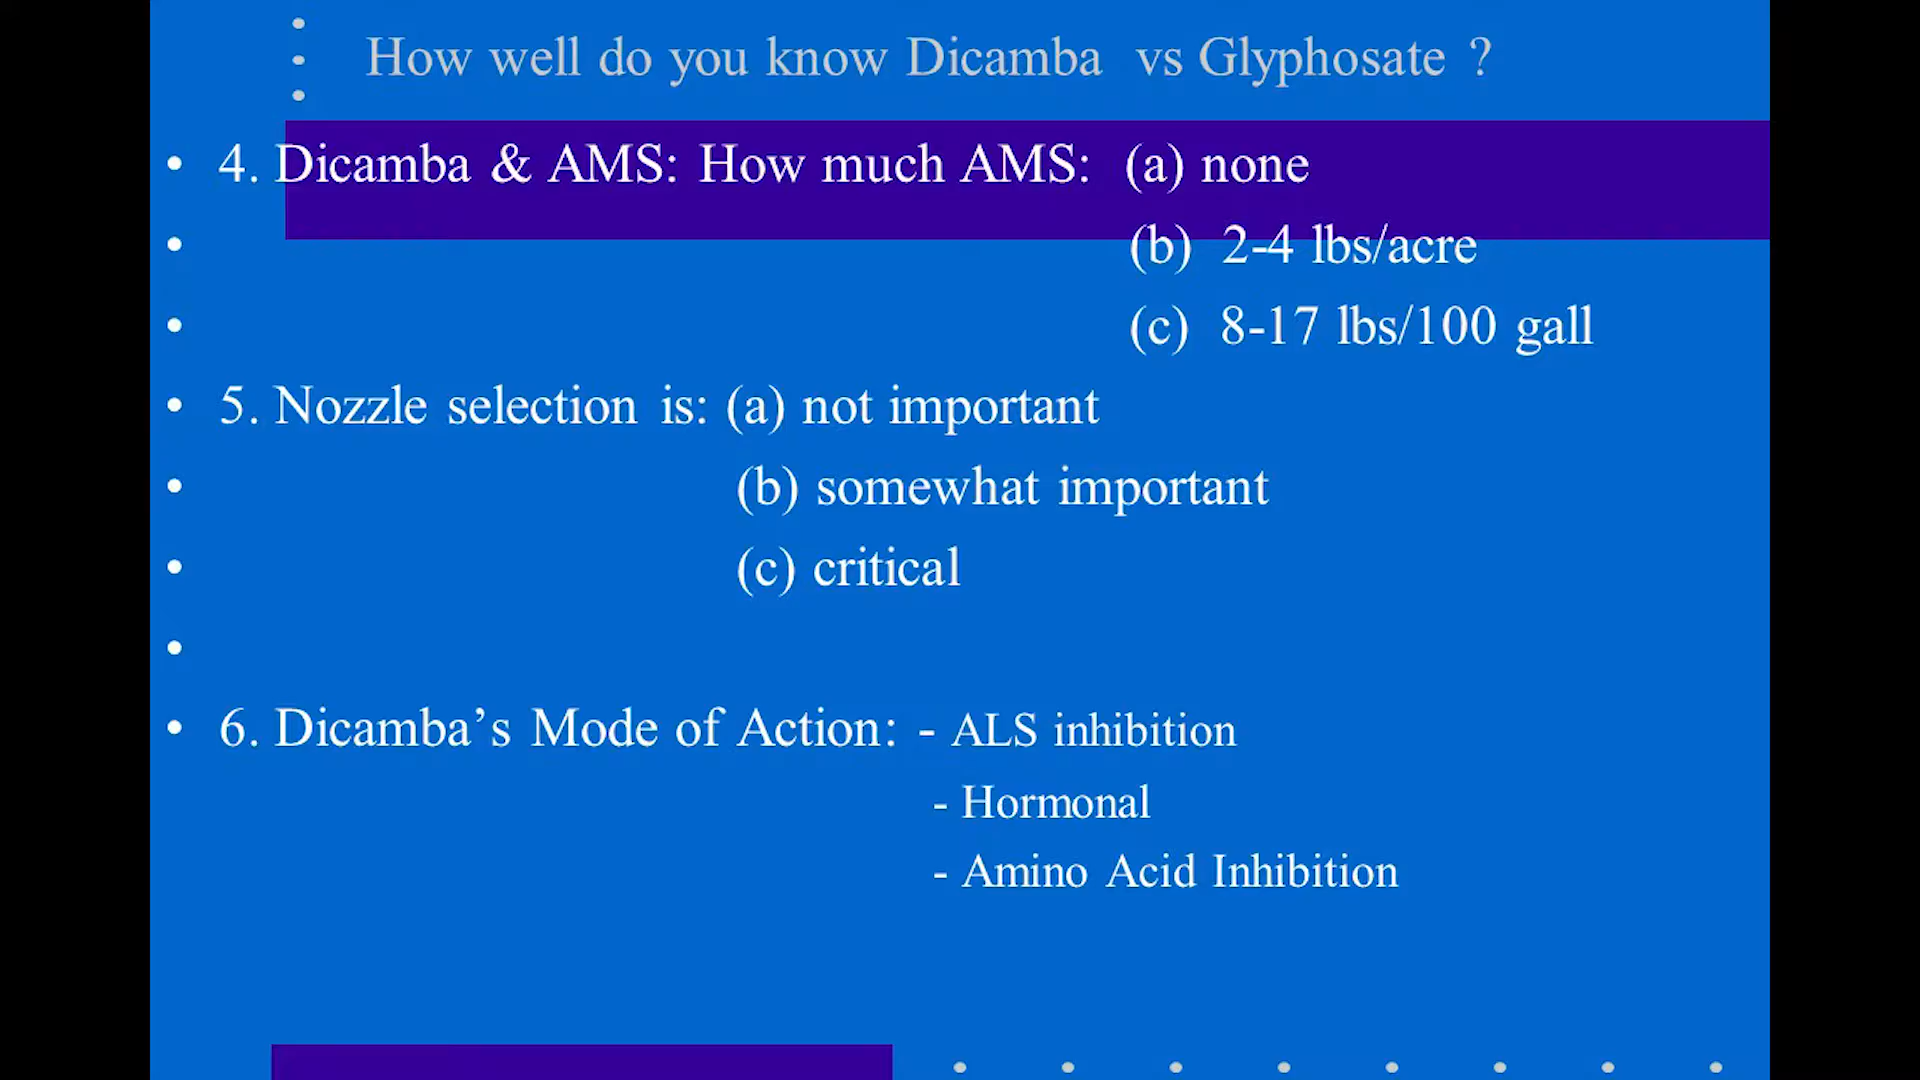 How well do you know Dicamba vs Glyphosate ?
• 4. Dicamba & AMS: How much AMS: (a) none
• (b) 2-4 lbs/acre
• (c) 8-17 lbs/100 gall
• 5. Nozzle selection is: (a) not important
• (b) somewhat important
• (c) critical
•
• 6. Dicamba’s Mode of Action: - ALS inhibition
- Hormonal
- Amino Acid Inhibition